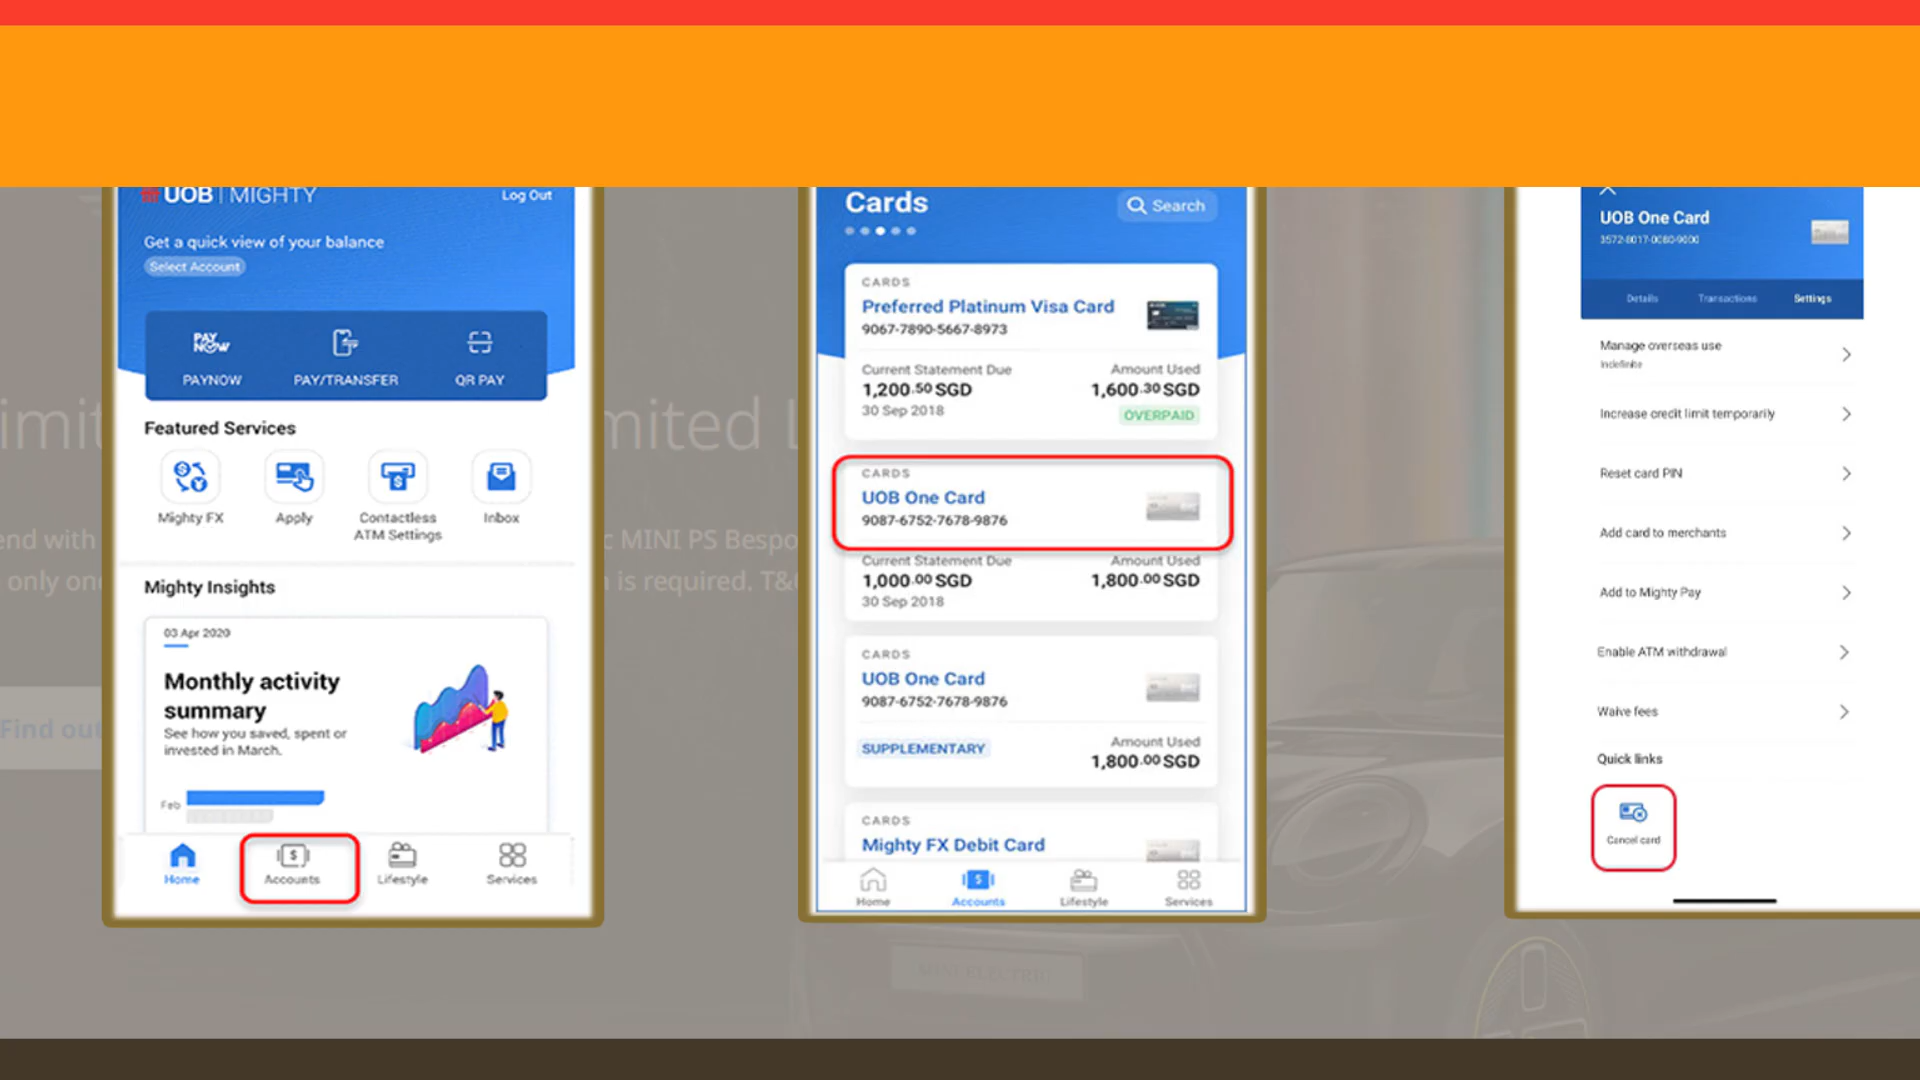 UOB | MIGHTY
Log Out
Get a quick view of your balance
Select Account
PAY NOW
PAYNOW
PAY/TRANSFER
QR PAY
Featured Services
Mighty FX
Apply
Contactless
ATM Settings
Inbox
Mighty Insights
03 Apr 2020
Monthly activity
summary
See how you saved, spent or
invested in March.
Feb
Home
Accounts
Lifestyle
Services
Cards
Search
CARDS
Preferred Platinum Visa Card
9067-7890-5667-8973
Current Statement Due
Amount Used
1,200.50 SGD
1,600.30 SGD
30 Sep 2018
OVERPAID
CARDS
UOB One Card
9087-6752-7678-9876
Current Statement Due
Amount Used
1,000.00 SGD
1,800.00 SGD
30 Sep 2018
CARDS
UOB One Card
9087-6752-7678-9876
SUPPLEMENTARY
Amount Used
1,800.00 SGD
CARDS
Mighty FX Debit Card
Home
Accounts
Lifestyle
Services
UOB One Card
3572-8017-0080-9000
Details
Transactions
Settings
Manage overseas use
Indefinite
Increase credit limit temporarily
Reset card PIN
Add card to merchants
Add to Mighty Pay
Enable ATM withdrawal
Waive fees
Quick links
Cancel card
imit
mited L
end with
c MINI PS Bespo
only on
n is required. T&
Find out
MINI ELECTRIC